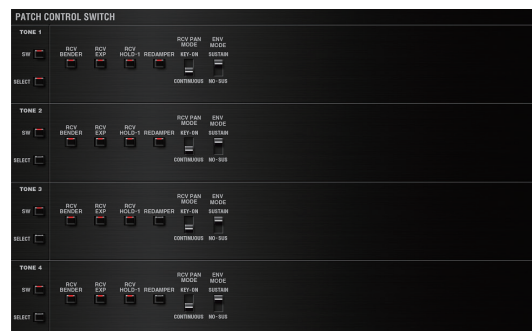 PATCH CONTROL SWITCH
TONE 1
RCV PAN MODE ENV MODE
SW RCV BENDER RCV EXP RCV HOLD-1 REDAMPER KEY-ON SUSTAIN
SELECT CONTINUOUS NO-SUS
TONE 2
RCV PAN MODE ENV MODE
SW RCV BENDER RCV EXP RCV HOLD-1 REDAMPER KEY-ON SUSTAIN
SELECT CONTINUOUS NO-SUS
TONE 3
RCV PAN MODE ENV MODE
SW RCV BENDER RCV EXP RCV HOLD-1 REDAMPER KEY-ON SUSTAIN
SELECT CONTINUOUS NO-SUS
TONE 4
RCV PAN MODE ENV MODE
SW RCV BENDER RCV EXP RCV HOLD-1 REDAMPER KEY-ON SUSTAIN
SELECT CONTINUOUS NO-SUS